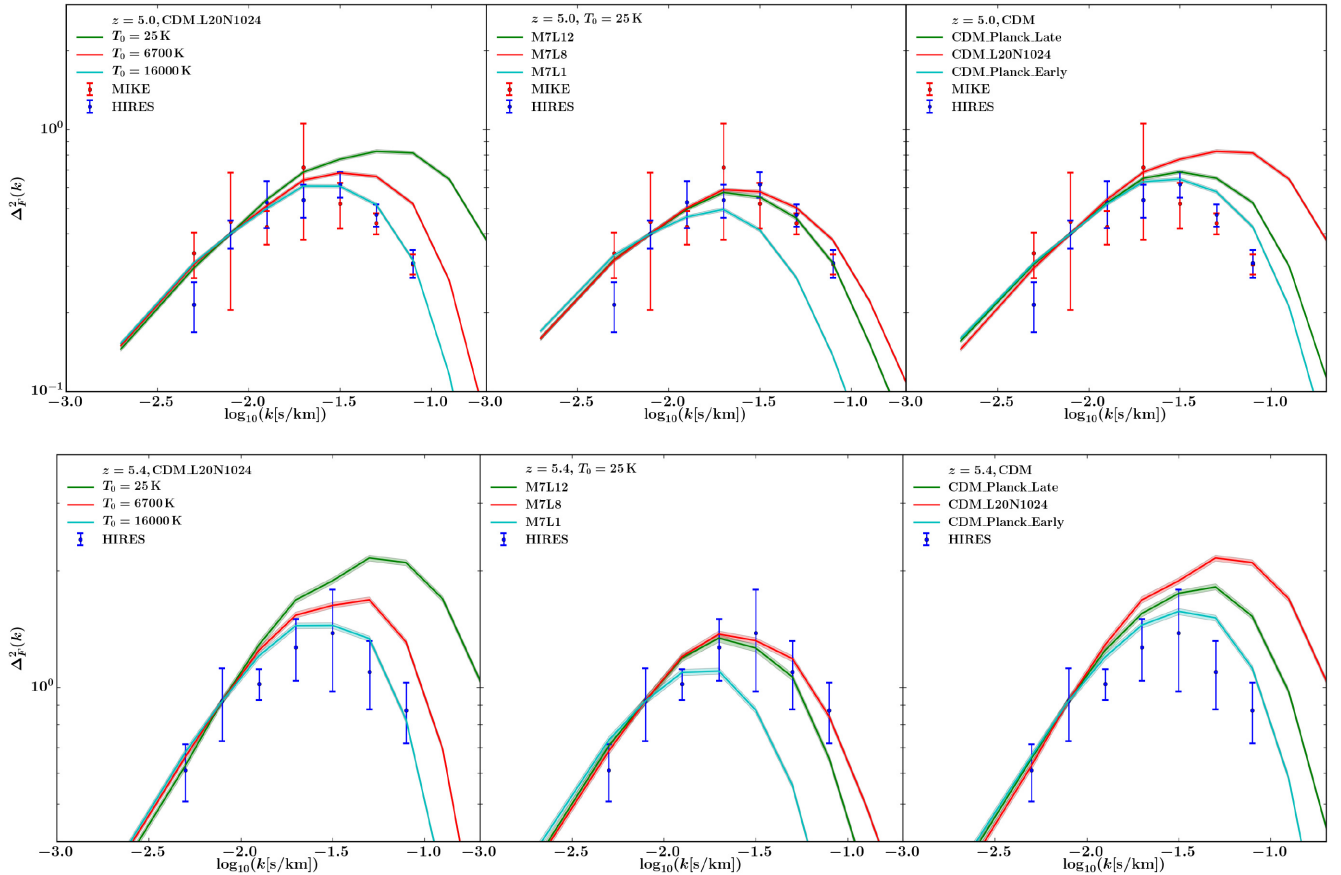 z = 5.0, CDM_L20N1024
T₀ = 25 K
T₀ = 6700 K
T₀ = 16000 K
MIKE
HIRES
z = 5.0, T₀ = 25 K
M7L12
M7L8
M7L1
MIKE
HIRES
z = 5.0, CDM
CDM_Planck_Late
CDM_L20N1024
CDM_Planck_Early
MIKE
HIRES
10⁰
10⁻¹
Δ²_F(k)
−3.0 −2.5 −2.0 −1.5 −1.0 −3.0 −2.5 −2.0 −1.5 −1.0 −3.0 −2.5 −2.0 −1.5 −1.0
log₁₀(k[s/km]) log₁₀(k[s/km]) log₁₀(k[s/km])
z = 5.4, CDM_L20N1024
T₀ = 25 K
T₀ = 6700 K
T₀ = 16000 K
HIRES
z = 5.4, T₀ = 25 K
M7L12
M7L8
M7L1
HIRES
z = 5.4, CDM
CDM_Planck_Late
CDM_L20N1024
CDM_Planck_Early
HIRES
10⁰
Δ²_F(k)
−3.0 −2.5 −2.0 −1.5 −1.0 −3.0 −2.5 −2.0 −1.5 −1.0 −3.0 −2.5 −2.0 −1.5 −1.0
log₁₀(k[s/km]) log₁₀(k[s/km]) log₁₀(k[s/km])